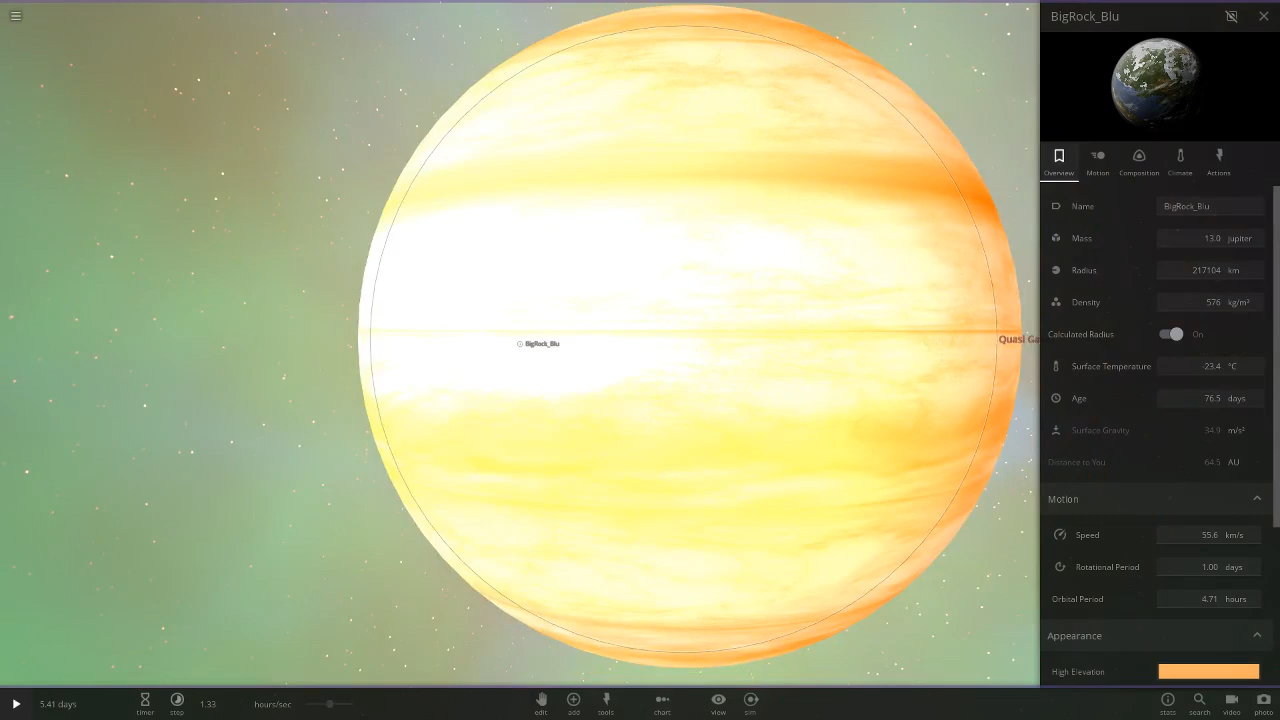 BigRock_Blu
Overview Motion Composition Climate Actions
Name BigRock_Blu
Mass 13.0 jupiter
Radius 217104 km
Density 576 kg/m³
Calculated Radius On
Surface Temperature -23.4 °C
Age 76.5 days
Surface Gravity 34.9 m/s²
Distance to You 64.5 AU
Motion
Speed 55.6 km/s
Rotational Period 1.00 days
Orbital Period 4.71 hours
Appearance
High Elevation
BigRock_Blu
Quasi Ga
5.41 days
timer
step
1.33 hours/sec
edit
add
tools
chart
view
sim
stats
search
video
photo